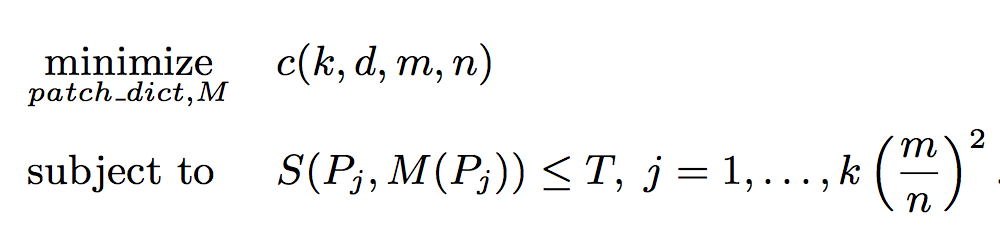 minimize c(k, d, m, n)
patch_dict,M
subject to S(P_j, M(P_j)) ≤ T, j = 1, . . . , k (m/n)^2.